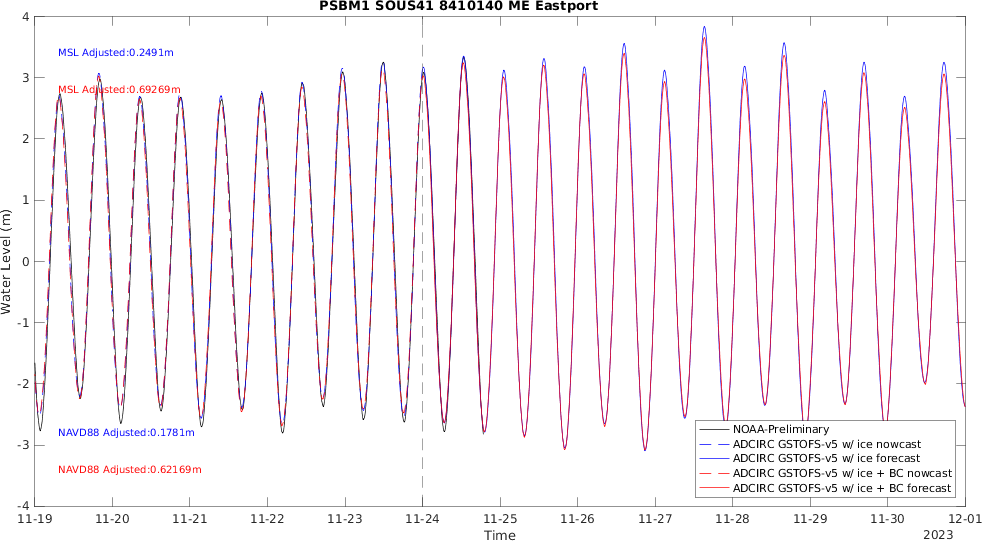 PSBM1 SOUS41 8410140 ME Eastport
Water Level (m)
4
3
2
1
0
-1
-2
-3
-4
MSL Adjusted:0.2491m
MSL Adjusted:0.69269m
NAVD88 Adjusted:0.1781m
NAVD88 Adjusted:0.62169m
NOAA-Preliminary
ADCIRC GSTOFS-v5 w/ ice nowcast
ADCIRC GSTOFS-v5 w/ ice forecast
ADCIRC GSTOFS-v5 w/ ice + BC nowcast
ADCIRC GSTOFS-v5 w/ ice + BC forecast
11-19 11-20 11-21 11-22 11-23 11-24 11-25 11-26 11-27 11-28 11-29 11-30 12-01
Time
2023